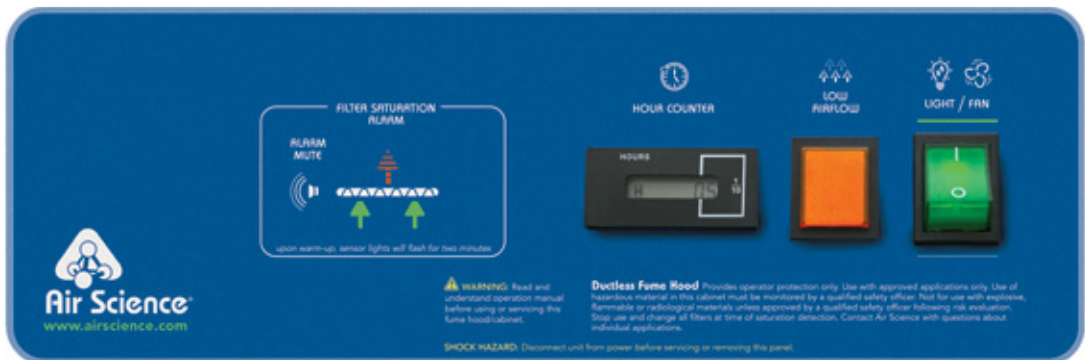 FILTER SATURATION
ALARM
ALARM
MUTE
upon warm-up, sensor lights will flash for two minutes
HOUR COUNTER
HOURS
H 05
1
10
LOW
AIRFLOW
LIGHT / FAN
I
O
Air Science®
www.airscience.com
WARNING: Read and
understand operation manual
before using or servicing this
fume hood/cabinet.
Ductless Fume Hood Provides operator protection only. Use with approved applications only. Use of
hazardous material in this cabinet must be monitored by a qualified safety officer. Not for use with explosive,
flammable or radiological materials unless approved by a qualified safety officer following risk evaluation.
Stop use and change all filters at time of saturation detection. Contact Air Science with questions about
individual applications.
SHOCK HAZARD: Disconnect unit from power before servicing or removing this panel.